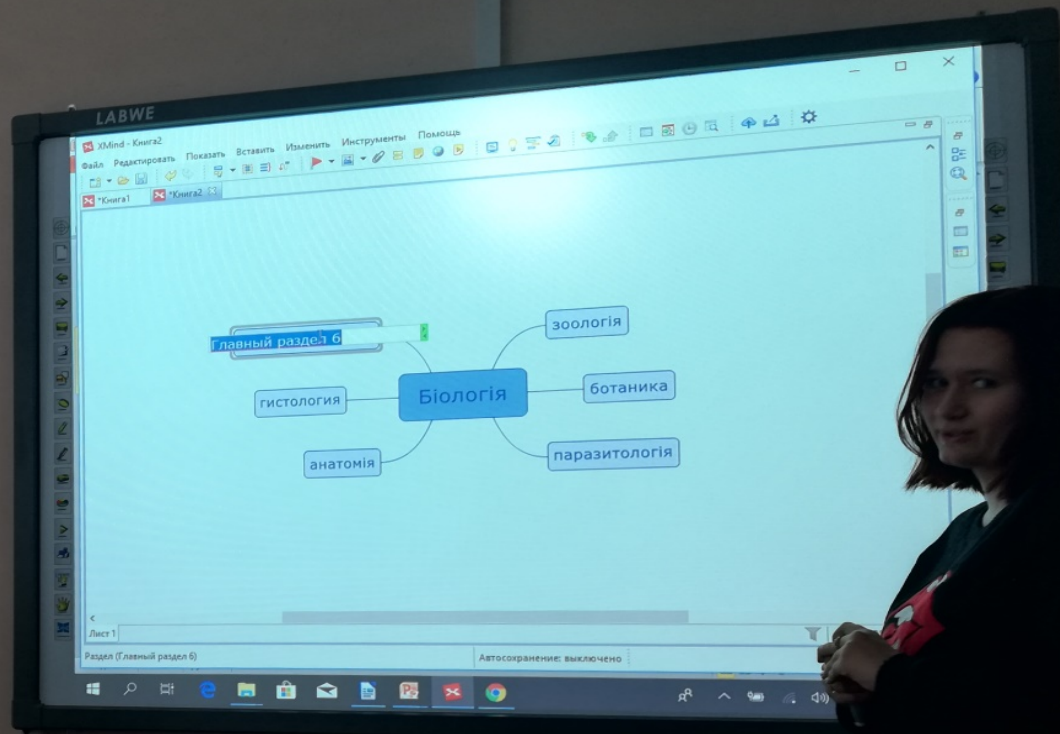 LABWE
XMind - Книга2
Файл Редактировать Показать Вставить Изменить Инструменты Помощь
*Книга1 *Книга2
Главный раздел 6
зоологія
гистология
Біологія
ботаника
анатомія
паразитологія
Лист 1
Раздел (Главный раздел 6)
Автосохранение: выключено